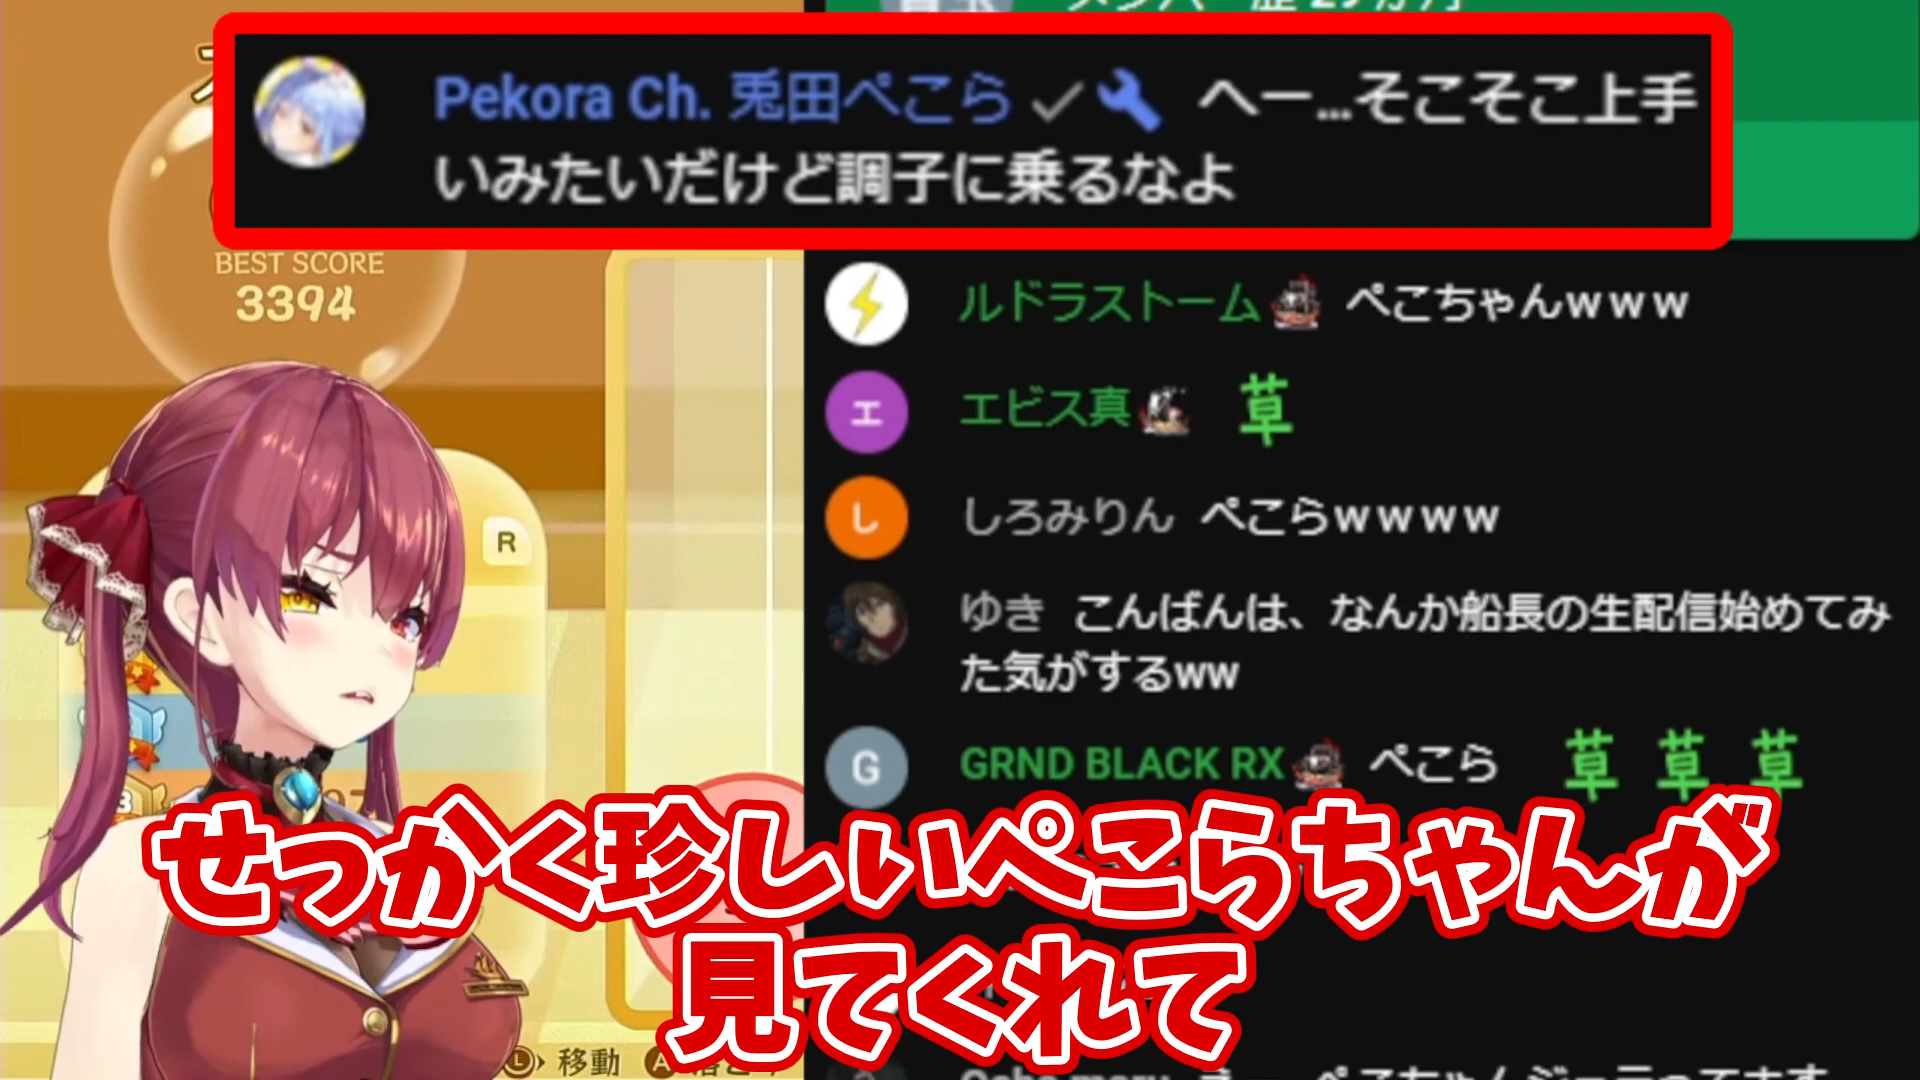 Pekora Ch. 兎田ぺこら へー...そこそこ上手
いみたいだけど調子に乗るなよ
BEST SCORE
3394
ルドラストーム ぺこちゃんｗｗｗ
エ エビス真 草
し しろみりん ぺこらｗｗｗｗ
R
ゆき こんばんは、なんか船長の生配信始めてみ
た気がするww
G GRND BLACK RX ぺこら 草 草 草
せっかく珍しいぺこらちゃんが
見てくれて
L 移動 A